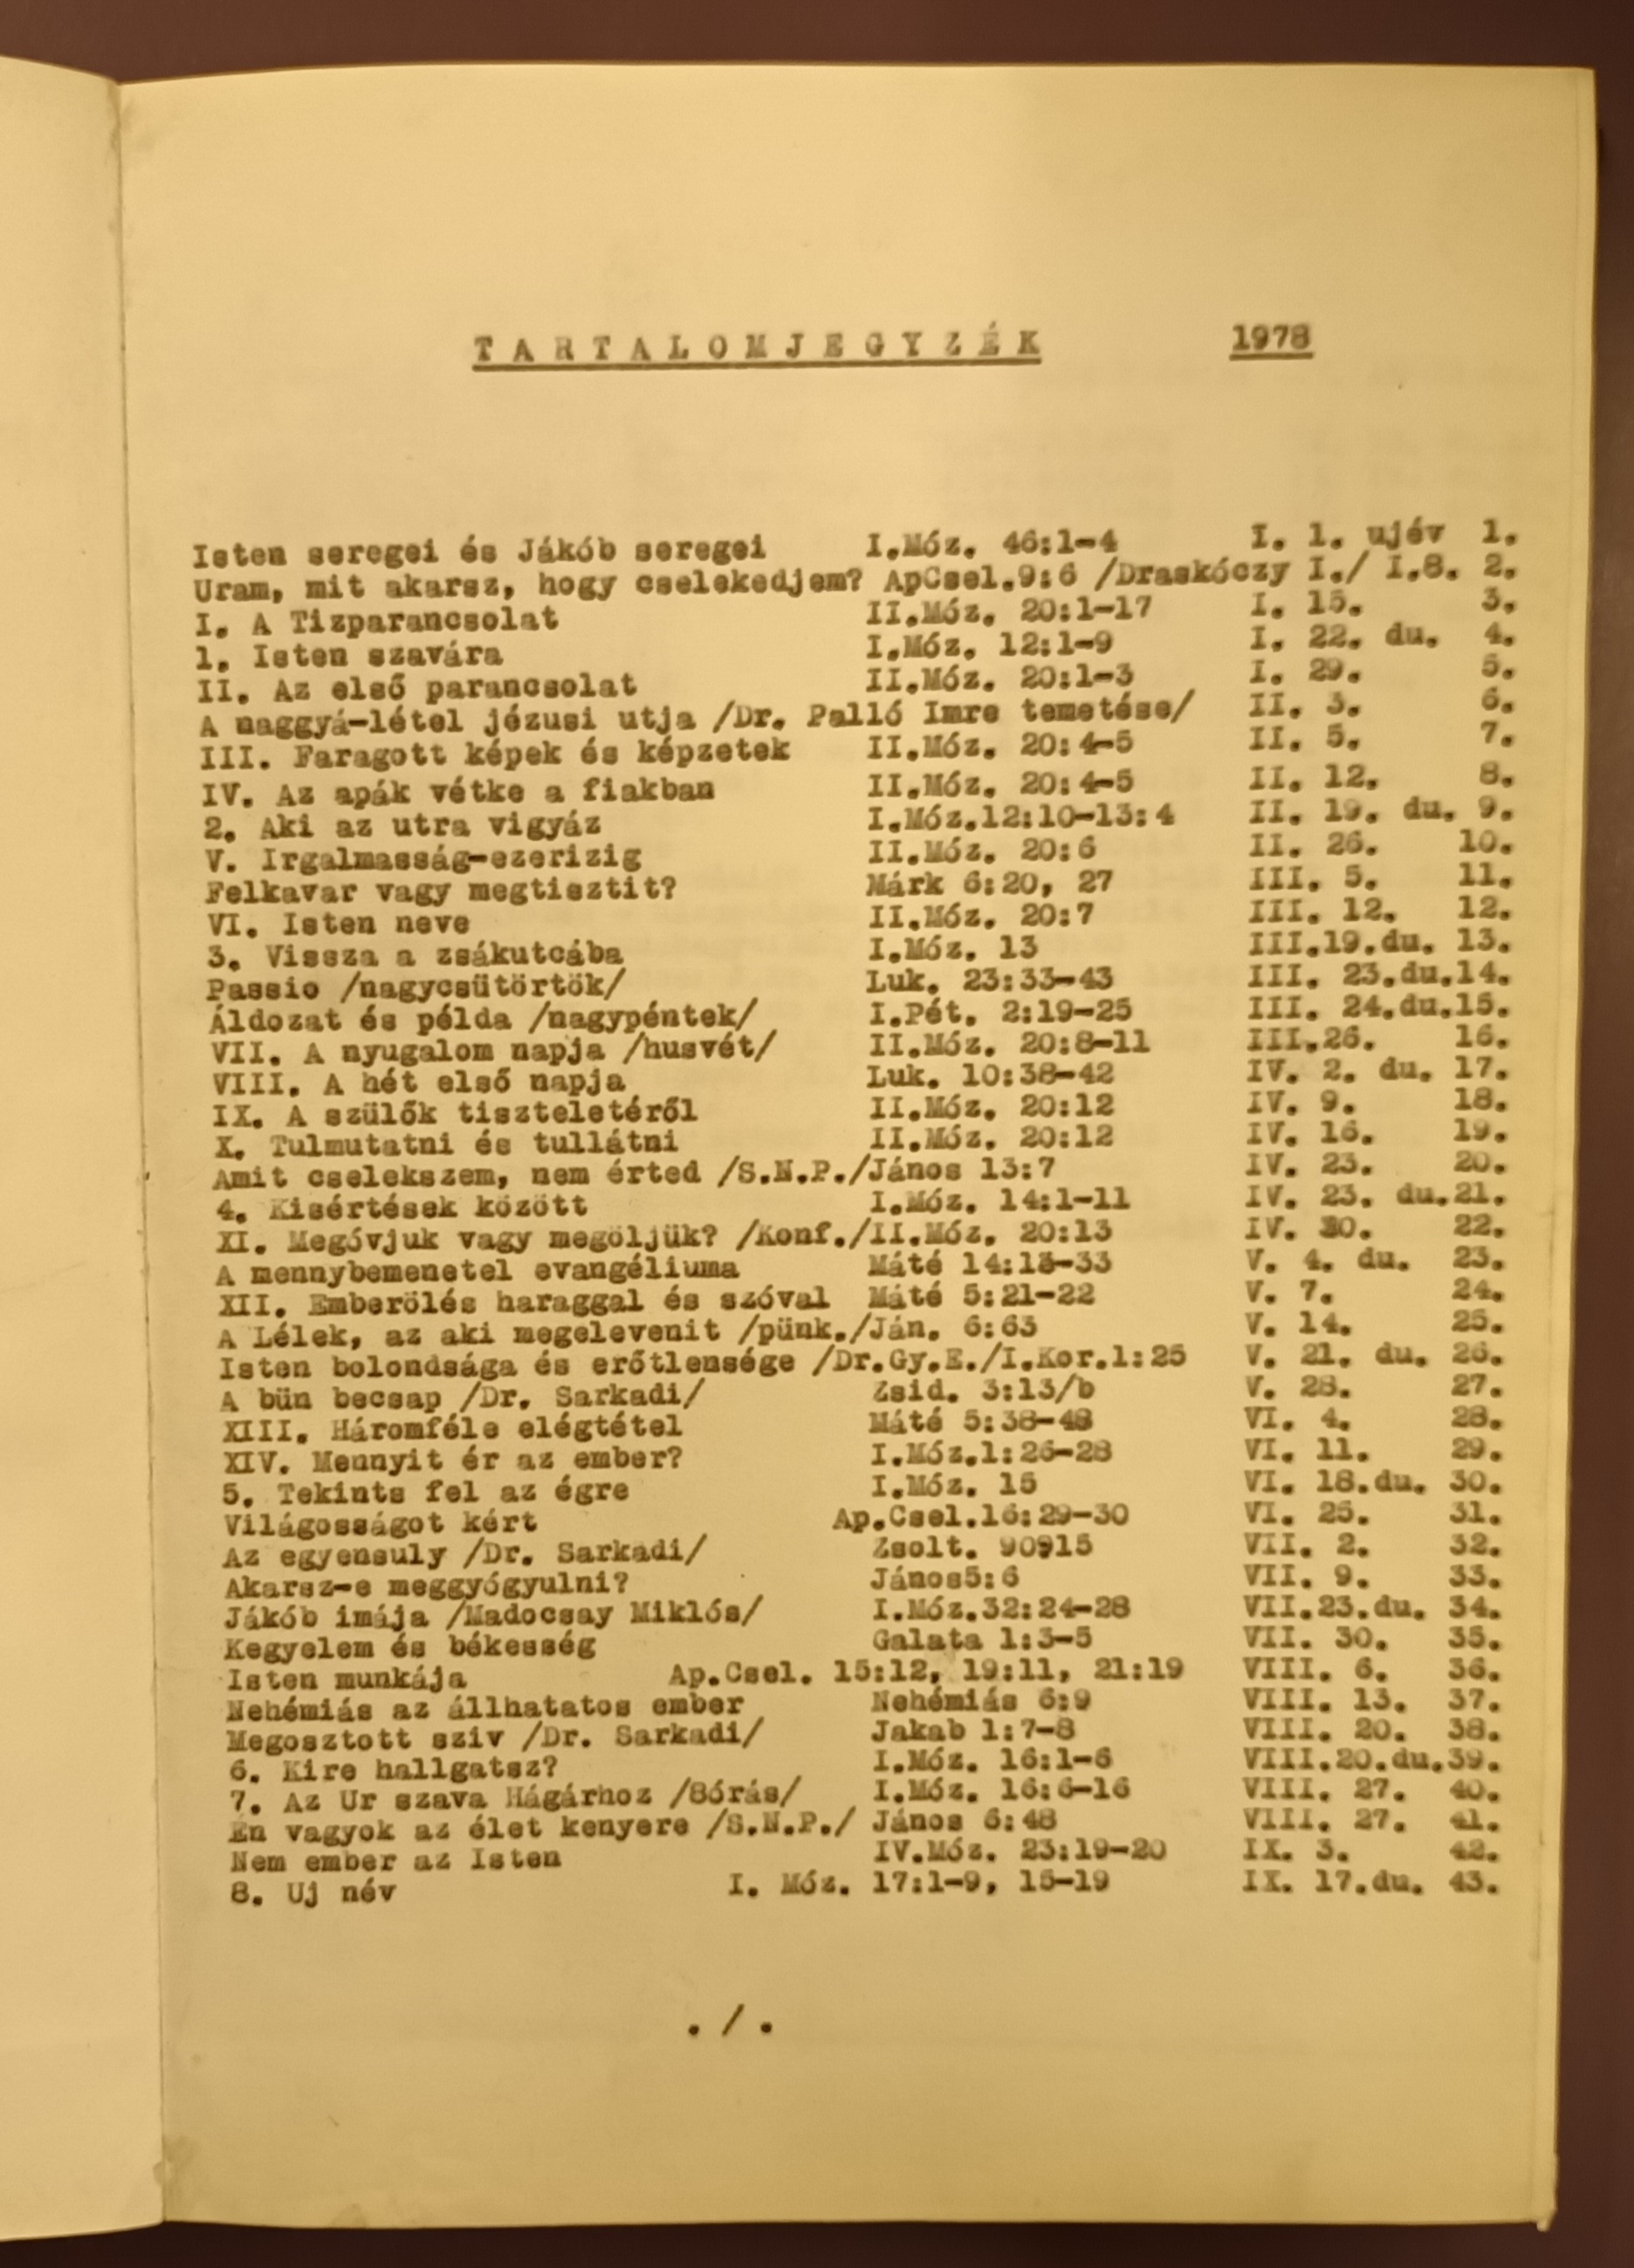 TARTALOMJEGYZÉK 1978
Isten seregei és Jákób seregei I.Móz. 46:1-4 I. 1. ujév 1.
Uram, mit akarsz, hogy cselekedjem? ApCsel.9:6 /Draskóczy I./ I.8. 2.
I. A Tizparancsolat II.Móz. 20:1-17 I. 15. 3.
1. Isten szavára I.Móz. 12:1-9 I. 22. du. 4.
II. Az első parancsolat II.Móz. 20:1-3 I. 29. 5.
A naggyá-létel jézusi utja /Dr. Palló Imre temetése/ II. 3. 6.
III. Faragott képek és képzetek II.Móz. 20:4-5 II. 5. 7.
IV. Az apák vétke a fiakban II.Móz. 20:4-5 II. 12. 8.
2. Aki az utra vigyáz I.Móz.12:10-13:4 II. 19. du. 9.
V. Irgalmasság-ezerizig II.Móz. 20:6 II. 26. 10.
Felkavar vagy megtisztit? Márk 6:20, 27 III. 5. 11.
VI. Isten neve II.Móz. 20:7 III. 12. 12.
3. Vissza a zsákutcába I.Móz. 13 III.19.du. 13.
Passio /nagycsütörtök/ Luk. 23:33-43 III. 23.du.14.
Áldozat és példa /nagypéntek/ I.Pét. 2:19-25 III. 24.du.15.
VII. A nyugalom napja /husvét/ II.Móz. 20:8-11 III.26. 16.
VIII. A hét első napja Luk. 10:38-42 IV. 2. du. 17.
IX. A szülők tiszteletéről II.Móz. 20:12 IV. 9. 18.
X. Tulmutatni és tullátni II.Móz. 20:12 IV. 16. 19.
Amit cselekszem, nem érted /S.N.P./János 13:7 IV. 23. 20.
4. Kisértések között I.Móz. 14:1-11 IV. 23. du.21.
XI. Megóvjuk vagy megöljük? /Konf./II.Móz. 20:13 IV. 30. 22.
A mennybemenetel evangéliuma Máté 14:13-33 V. 4. du. 23.
XII. Emberölés haraggal és szóval Máté 5:21-22 V. 7. 24.
A Lélek, az aki megelevenit /pünk./Ján. 6:63 V. 14. 25.
Isten bolondsága és erőtlensége /Dr.Gy.E./I.Kor.1:25 V. 21. du. 26.
A bün becsap /Dr. Sarkadi/ Zsid. 3:13/b V. 28. 27.
XIII. Háromféle elégtétel Máté 5:38-48 VI. 4. 28.
XIV. Mennyit ér az ember? I.Móz.1:26-28 VI. 11. 29.
5. Tekints fel az égre I.Móz. 15 VI. 18.du. 30.
Világosságot kért Ap.Csel.16:29-30 VI. 25. 31.
Az egyensuly /Dr. Sarkadi/ Zsolt. 90915 VII. 2. 32.
Akarsz-e meggyógyulni? János5:6 VII. 9. 33.
Jákób imája /Madocsay Miklós/ I.Móz.32:24-28 VII.23.du. 34.
Kegyelem és békesség Galata 1:3-5 VII. 30. 35.
Isten munkája Ap.Csel. 15:12, 19:11, 21:19 VIII. 6. 36.
Nehémiás az állhatatos ember Nehémiás 6:9 VIII. 13. 37.
Megosztott sziv /Dr. Sarkadi/ Jakab 1:7-8 VIII. 20. 38.
6. Kire hallgatsz? I.Móz. 16:1-6 VIII.20.du.39.
7. Az Ur szava Hágárhoz /8órás/ I.Móz. 16:6-16 VIII. 27. 40.
Én vagyok az élet kenyere /S.N.P./ János 6:48 VIII. 27. 41.
Nem ember az Isten IV.Móz. 23:19-20 IX. 3. 42.
8. Uj név I. Móz. 17:1-9, 15-19 IX. 17.du. 43.
./.